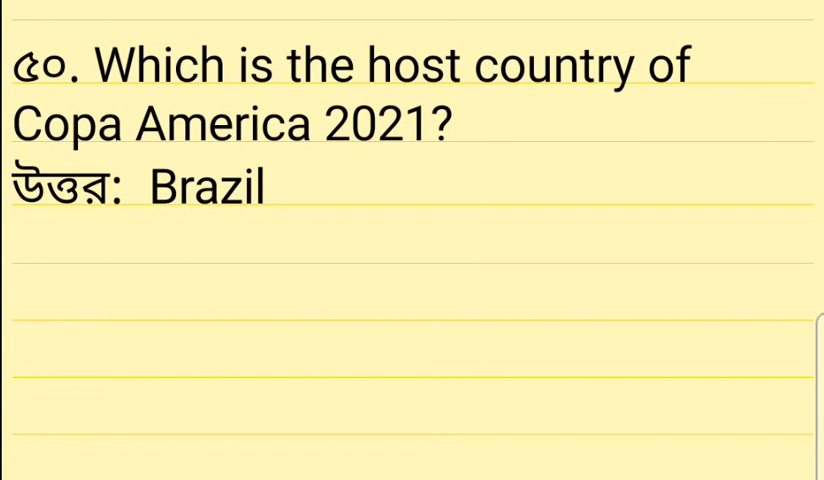 ৫০. Which is the host country of
Copa America 2021?
উত্তর: Brazil